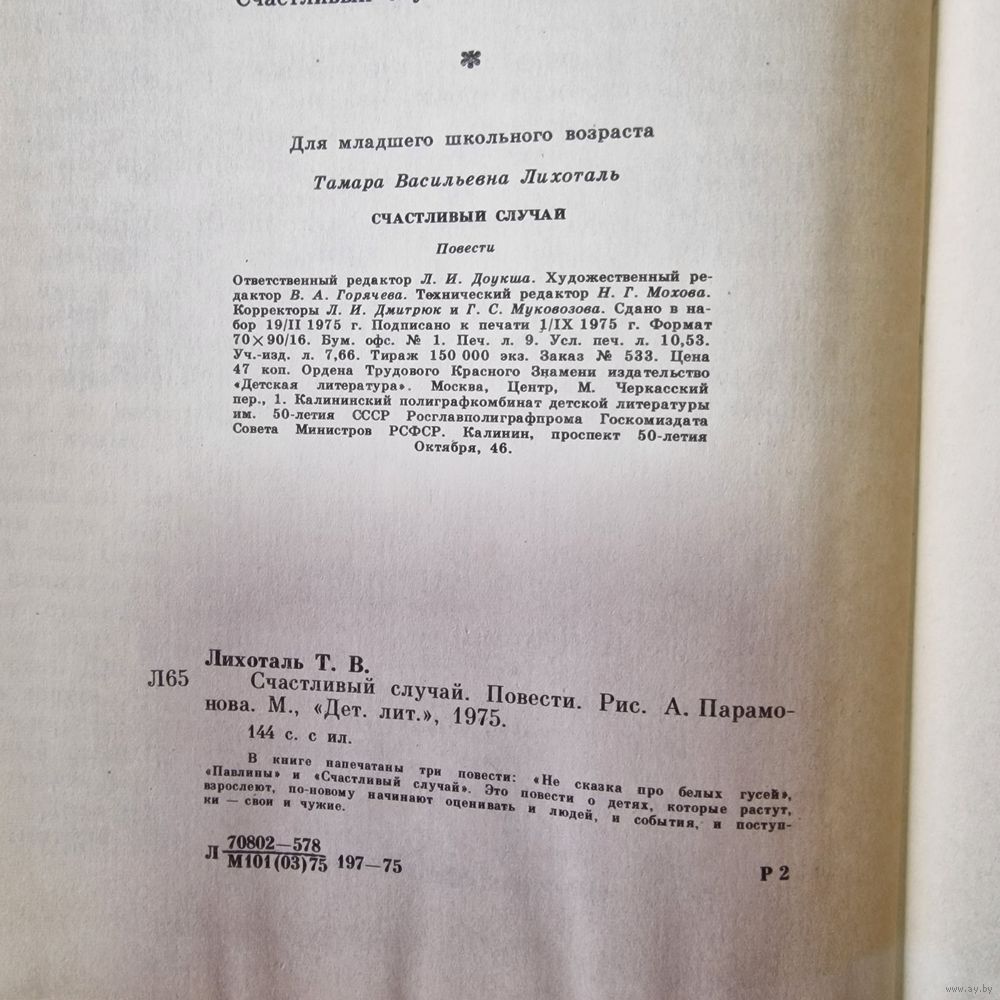 Счастливый
Для младшего школьного возраста
Тамара Васильевна Лихоталь
СЧАСТЛИВЫЙ СЛУЧАЙ
Повести
Ответственный редактор Л. И. Доукша. Художественный ре-
дактор В. А. Горячева. Технический редактор Н. Г. Мохова.
Корректоры Л. И. Дмитрюк и Г. С. Муковозова. Сдано в на-
бор 19/II 1975 г. Подписано к печати 1/IX 1975 г. Формат
70×90/16. Бум. офс. № 1. Печ. л. 9. Усл. печ. л. 10,53.
Уч.-изд. л. 7,66. Тираж 150 000 экз. Заказ № 533. Цена
47 коп. Ордена Трудового Красного Знамени издательство
«Детская литература». Москва, Центр, М. Черкасский
пер., 1. Калининский полиграфкомбинат детской литературы
им. 50-летия СССР Росглавполиграфпрома Госкомиздата
Совета Министров РСФСР. Калинин, проспект 50-летия
Октября, 46.
Лихоталь Т. В.
Л65 Счастливый случай. Повести. Рис. А. Парамо-
нова. М., «Дет. лит.», 1975.
144 с. с ил.
В книге напечатаны три повести: «Не сказка про белых гусей»,
«Павлины» и «Счастливый случай». Это повести о детях, которые растут,
взрослеют, по-новому начинают оценивать и людей, и события, и поступ-
ки — свои и чужие.
Л 70802—578
М101(03)75 197—75
Р 2
www.ay.by